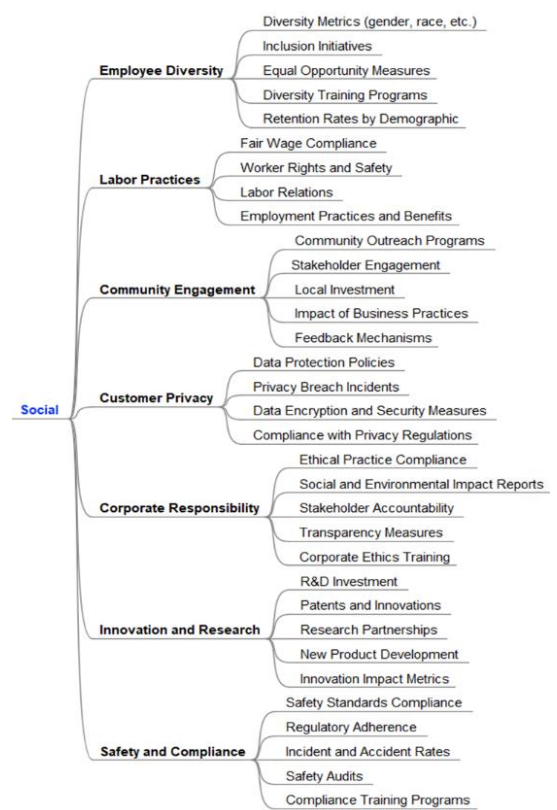 Social
Employee Diversity
Diversity Metrics (gender, race, etc.)
Inclusion Initiatives
Equal Opportunity Measures
Diversity Training Programs
Retention Rates by Demographic
Labor Practices
Fair Wage Compliance
Worker Rights and Safety
Labor Relations
Employment Practices and Benefits
Community Engagement
Community Outreach Programs
Stakeholder Engagement
Local Investment
Impact of Business Practices
Feedback Mechanisms
Customer Privacy
Data Protection Policies
Privacy Breach Incidents
Data Encryption and Security Measures
Compliance with Privacy Regulations
Corporate Responsibility
Ethical Practice Compliance
Social and Environmental Impact Reports
Stakeholder Accountability
Transparency Measures
Corporate Ethics Training
Innovation and Research
R&D Investment
Patents and Innovations
Research Partnerships
New Product Development
Innovation Impact Metrics
Safety and Compliance
Safety Standards Compliance
Regulatory Adherence
Incident and Accident Rates
Safety Audits
Compliance Training Programs